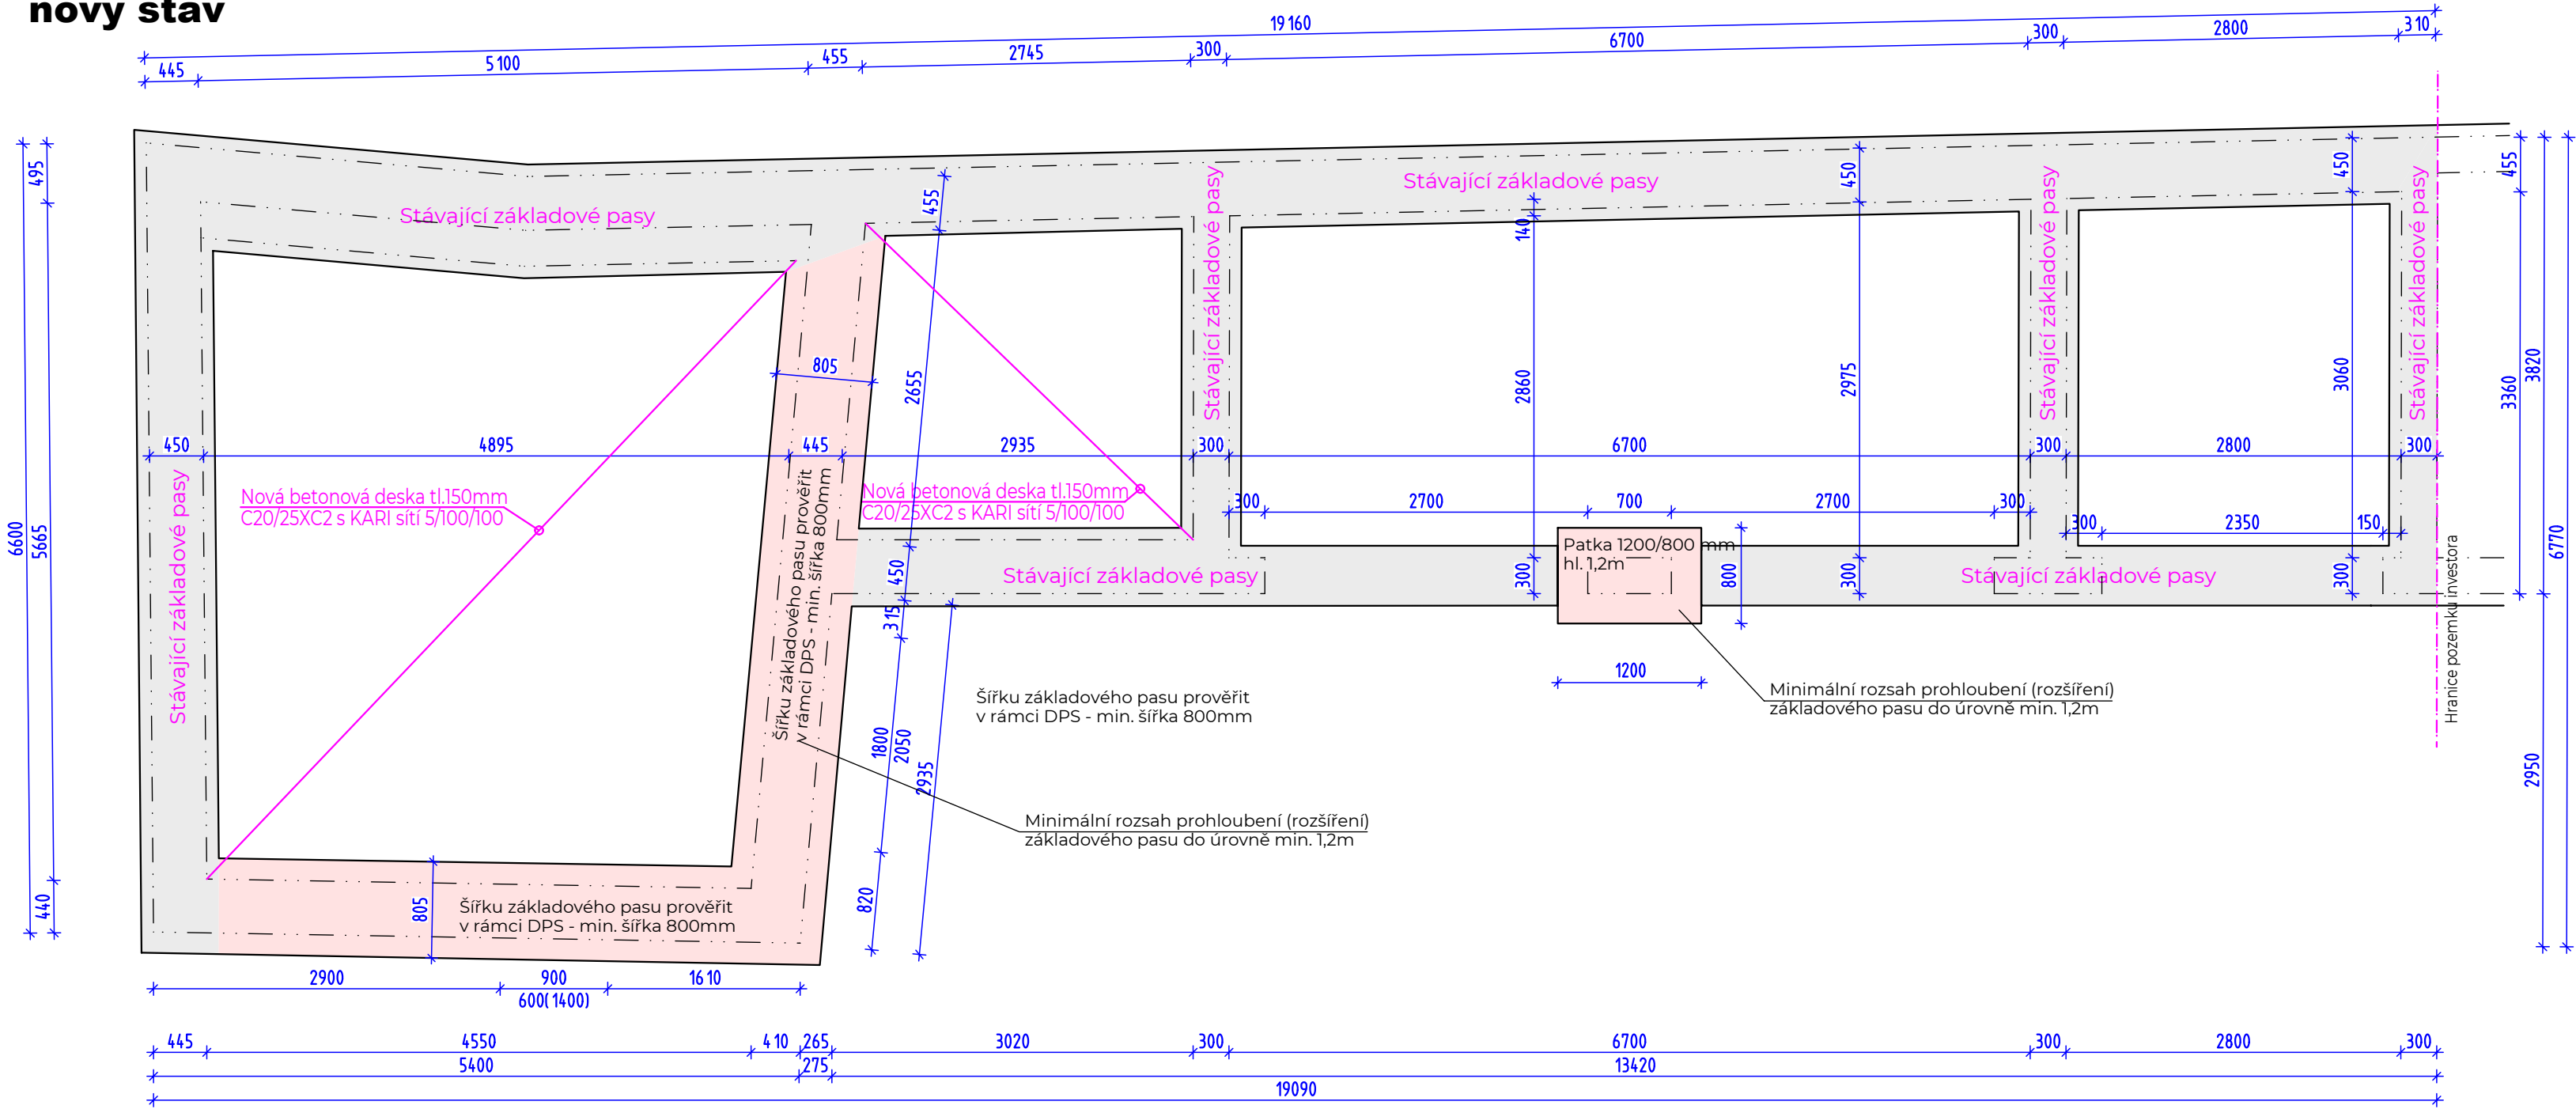 nový stav
19160
445
5100
455
2745
300
6700
300
2800
310
495
6600
5665
440
Stávající základové pasy
Stávající základové pasy
Stávající základové pasy
Stávající základové pasy
Stávající základové pasy
455
140
450
450
455
2655
805
2860
2975
3060
3360
3820
6770
450
4895
445
2935
300
6700
300
2800
300
Stávající základové pasy
Nová betonová deska tl.150mm
C20/25XC2 s KARI sítí 5/100/100
Nová betonová deska tl.150mm
C20/25XC2 s KARI sítí 5/100/100
Šířku základového pasu prověřit
v rámci DPS - min. šířka 800mm
300
2700
700
2700
300
300
2350
150
Patka 1200/800 mm
hl. 1,2m
450
315
Stávající základové pasy
300
800
300
Stávající základové pasy
300
Hranice pozemku investora
1200
Šířku základového pasu prověřit
v rámci DPS - min. šířka 800mm
Minimální rozsah prohloubení (rozšíření)
základového pasu do úrovně min. 1,2m
1800
2050
2935
2950
Minimální rozsah prohloubení (rozšíření)
základového pasu do úrovně min. 1,2m
820
805
Šířku základového pasu prověřit
v rámci DPS - min. šířka 800mm
2900
900
1610
600(1400)
445
4550
410
265
3020
300
6700
300
2800
300
5400
275
13420
19090